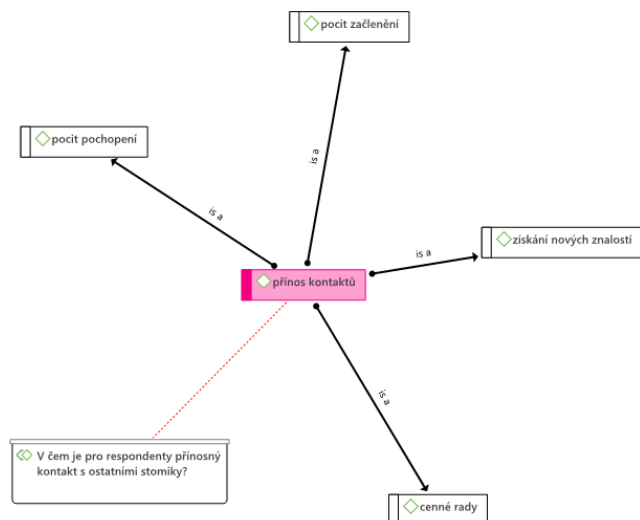 pocit začlenění
pocit pochopení
is a
is a
získání nových znalostí
is a
přínos kontaktů
is a
V čem je pro respondenty přínosný
kontakt s ostatními stomiky?
cenné rady